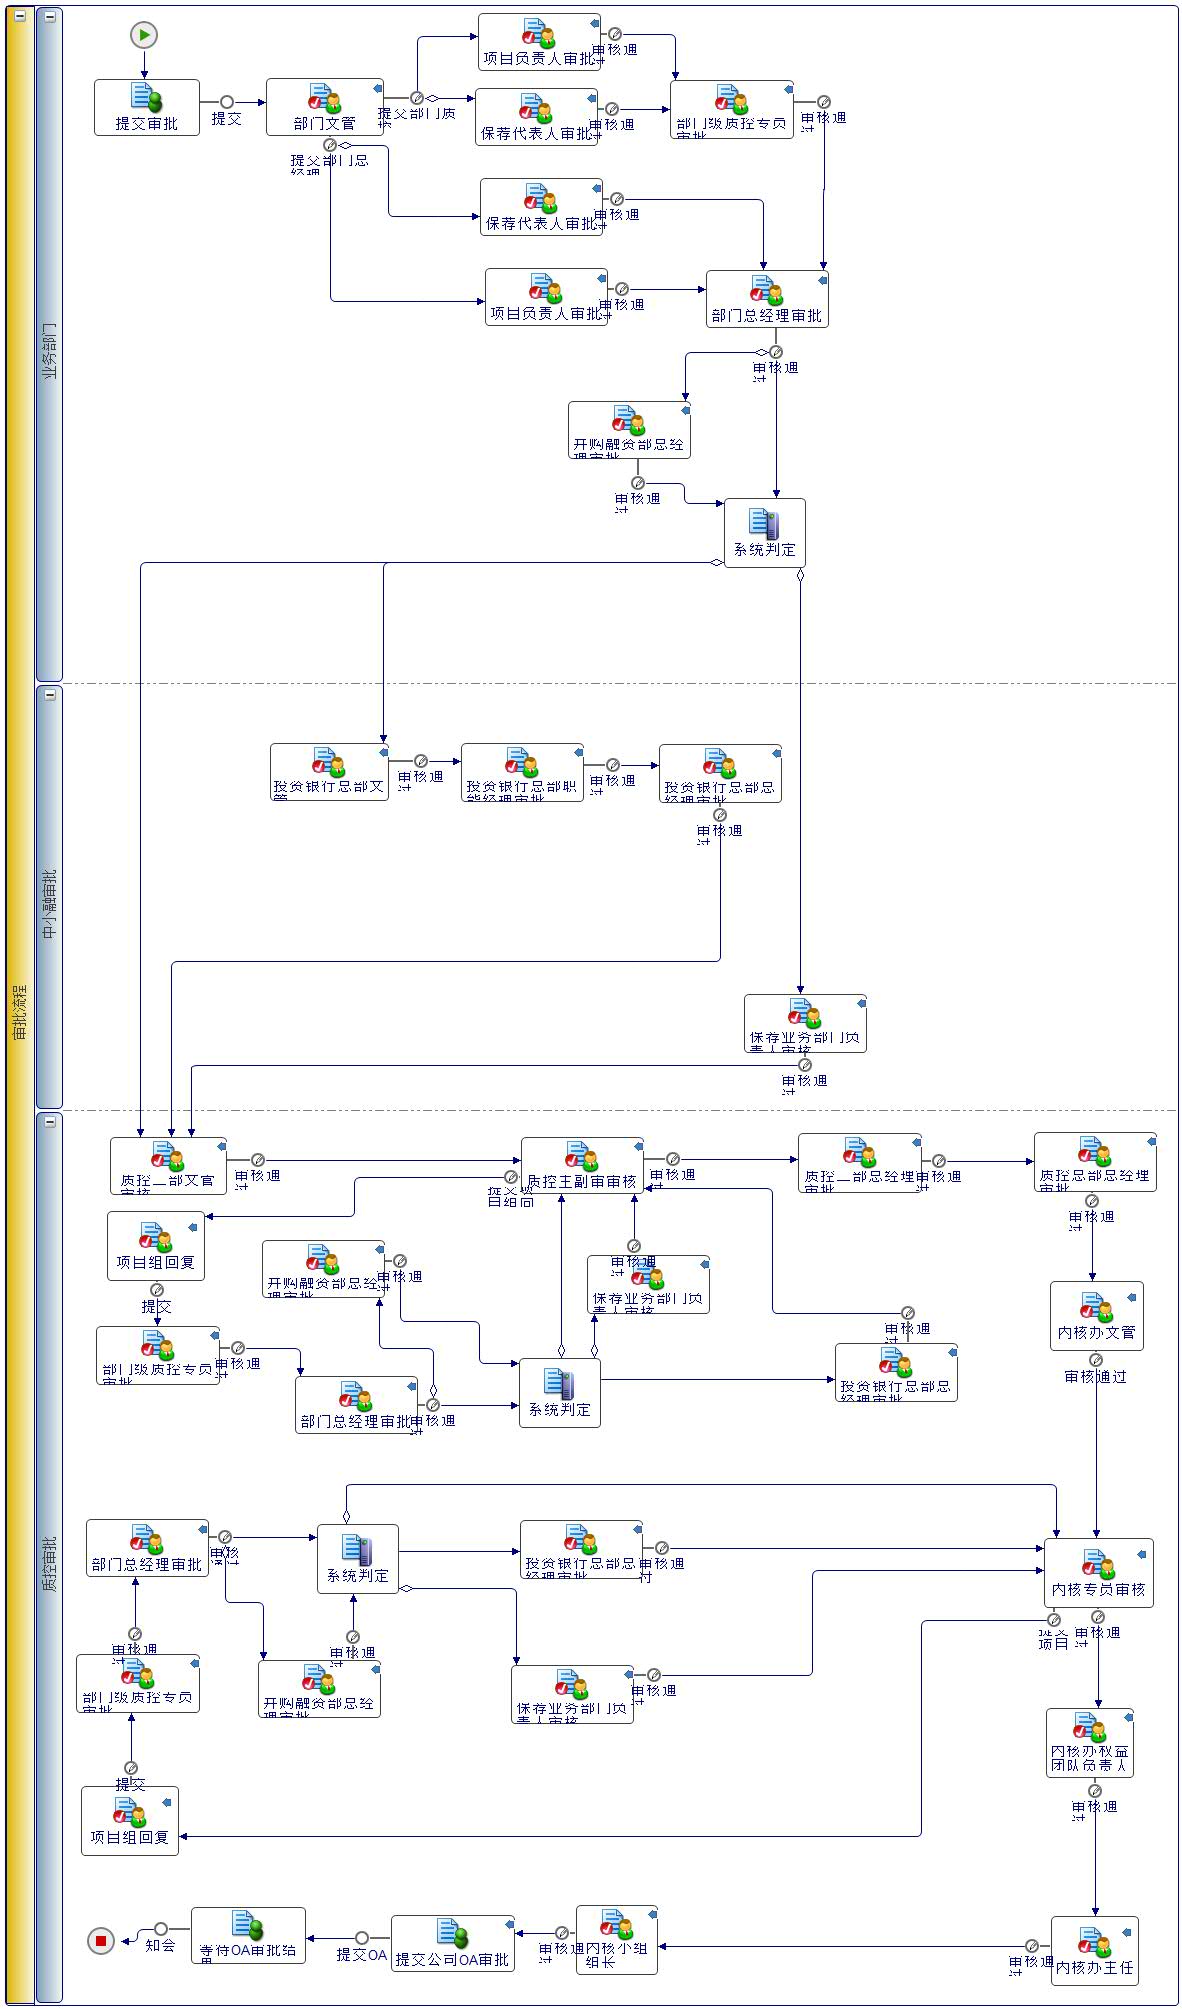 审批流程
业务部门
提交审批
提交
部门文管
提交部门质
控
项目负责人审批
审核通
过
保荐代表人审批
审核通
过
部门级质控专员
审批
审核通
过
提交部门总
经理
保荐代表人审批
审核通
过
项目负责人审批
审核通
过
部门总经理审批
审核通
过
并购融资部总经
理审批
审核通
过
系统判定
中小融审批
投资银行总部文
管
审核通
过
投资银行总部职
能经理审批
审核通
过
投资银行总部总
经理审批
审核通
过
保荐业务部门负
责人审核
审核通
过
质控审批
质控二部文管
审核
审核通
过
质控主副审审核
审核通
过
提交项
目组回
质控二部总经理
审批
审核通
过
质控总部总经理
审批
审核通
过
项目组回复
提交
并购融资部总经
理审批
审核通
过
审核通
过
保荐业务部门负
责人审核
内核办文管
审核通过
部门级质控专员
审批
审核通
过
部门总经理审批
审核通
过
系统判定
审核通
过
投资银行总部总
经理审批
部门总经理审批
审核
过
系统判定
投资银行总部总
经理审批
审核通
过
内核专员审核
提交
项目
审核通
过
审核通
过
部门级质控专员
审批
审核通
过
并购融资部总经
理审批
保荐业务部门负
责人审核
审核通
过
内核办权益
团队负责人
审核通
过
提交
项目组回复
知会
等待OA审批结
果
提交OA
提交公司OA审批
审核通
过
内核小组
组长
审核通
过
内核办主任